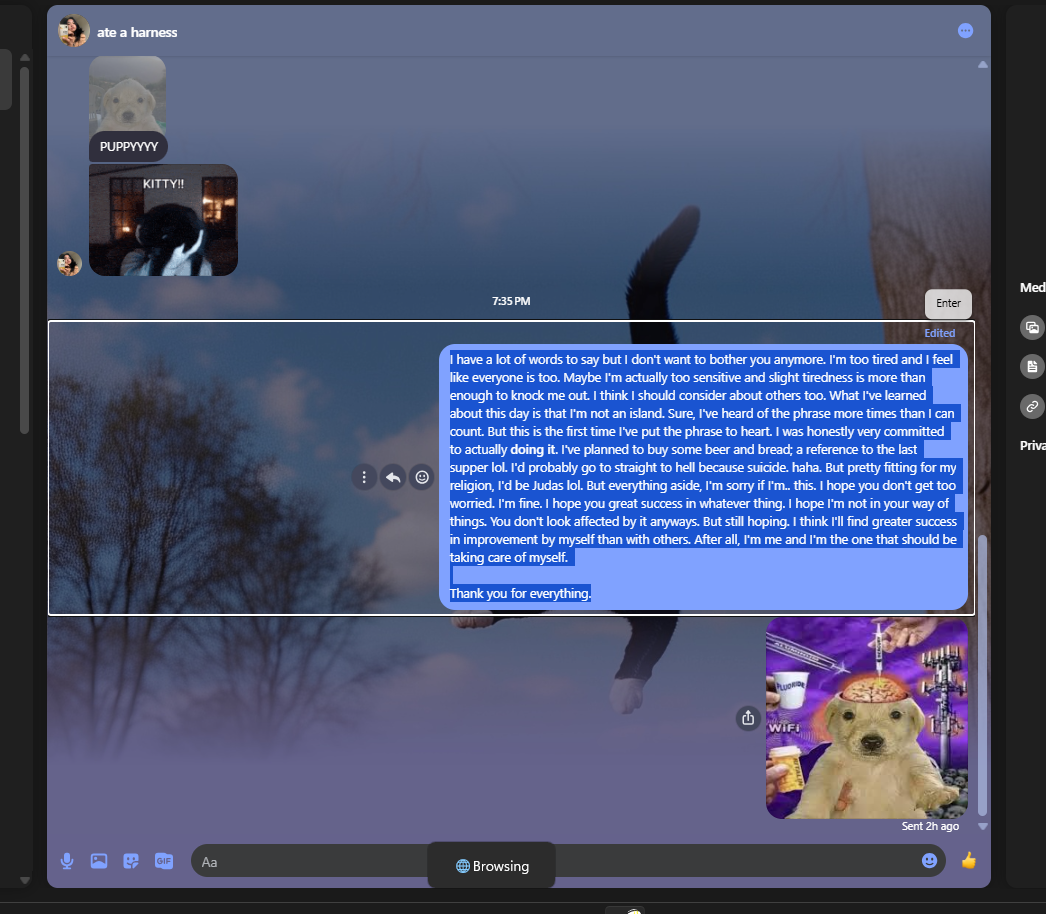 ate a harness
PUPPYYYY
KITTY!!
7:35 PM
Enter
Edited
I have a lot of words to say but I don't want to bother you anymore. I'm too tired and I feel
like everyone is too. Maybe I'm actually too sensitive and slight tiredness is more than
enough to knock me out. I think I should consider about others too. What I've learned
about this day is that I'm not an island. Sure, I've heard of the phrase more times than I can
count. But this is the first time I've put the phrase to heart. I was honestly very committed
to actually doing it. I've planned to buy some beer and bread; a reference to the last
supper lol. I'd probably go to straight to hell because suicide. haha. But pretty fitting for my
religion, I'd be Judas lol. But everything aside, I'm sorry if I'm.. this. I hope you don't get too
worried. I'm fine. I hope you great success in whatever thing. I hope I'm not in your way of
things. You don't look affected by it anyways. But still hoping. I think I'll find greater success
in improvement by myself than with others. After all, I'm me and I'm the one that should be
taking care of myself.
Thank you for everything.
FLUORIDE
WiFi
Sent 2h ago
Aa
GIF
Browsing
Med
Priva